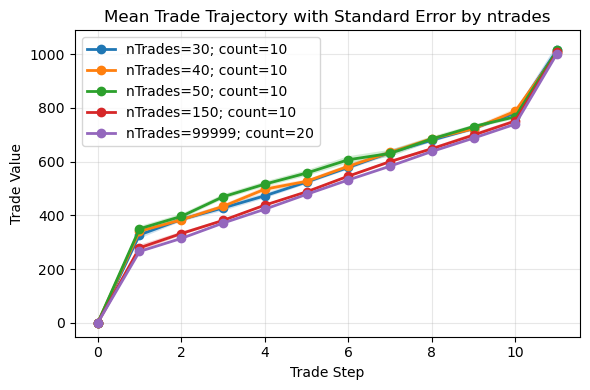 Mean Trade Trajectory with Standard Error by ntrades
nTrades=30; count=10
nTrades=40; count=10
nTrades=50; count=10
nTrades=150; count=10
nTrades=99999; count=20
Trade Value
1000
800
600
400
200
0
0 2 4 6 8 10
Trade Step